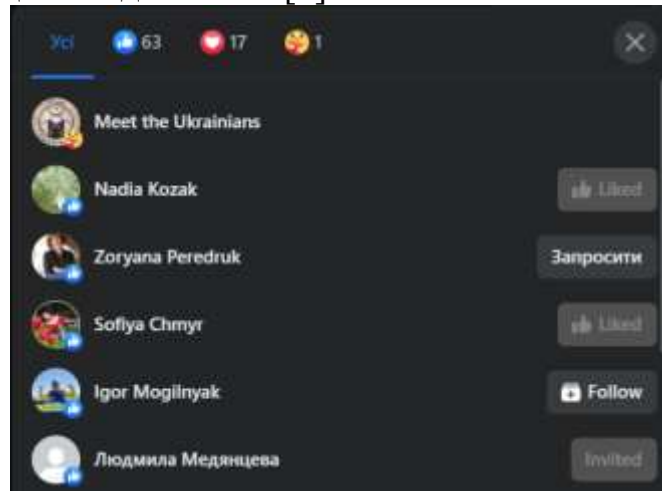 Усі 63 17 1
Meet the Ukrainians
Nadia Kozak Liked
Zoryana Peredruk Запросити
Sofiya Chmyr Liked
Igor Mogilnyak Follow
Людмила Медянцева Invited